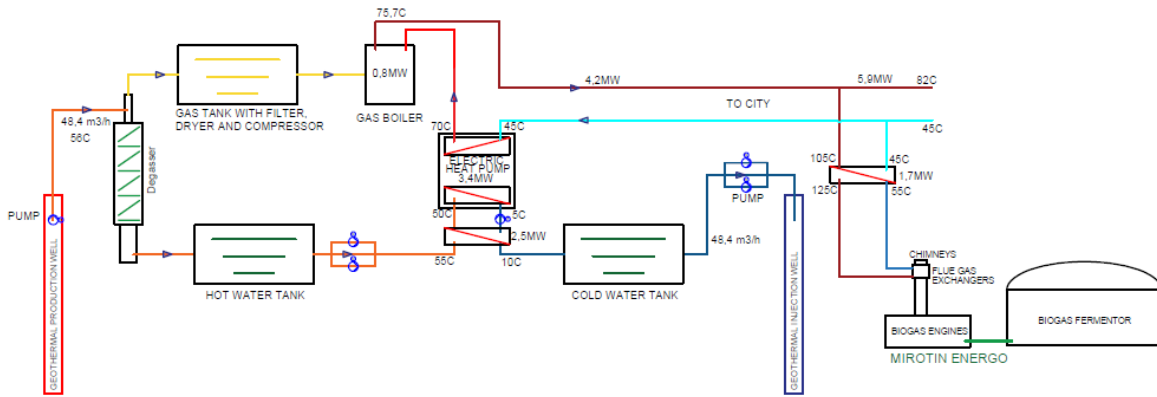 75,7C
0,8MW
4,2MW
5,9MW
82C
GAS TANK WITH FILTER,
DRYER AND COMPRESSOR
GAS BOILER
TO CITY
48,4 m3/h
56C
70C
45C
45C
Degasser
ELECTRIC
HEAT PUMP
3,4MW
105C
45C
1,7MW
125C
55C
PUMP
PUMP
50C
5C
2,5MW
55C
10C
48,4 m3/h
HOT WATER TANK
COLD WATER TANK
GEOTHERMAL PRODUCTION WELL
GEOTHERMAL INJECTION WELL
CHIMNEYS
FLUE GAS
EXCHANGERS
BIOGAS ENGINES
BIOGAS FERMENTOR
MIROTIN ENERGO